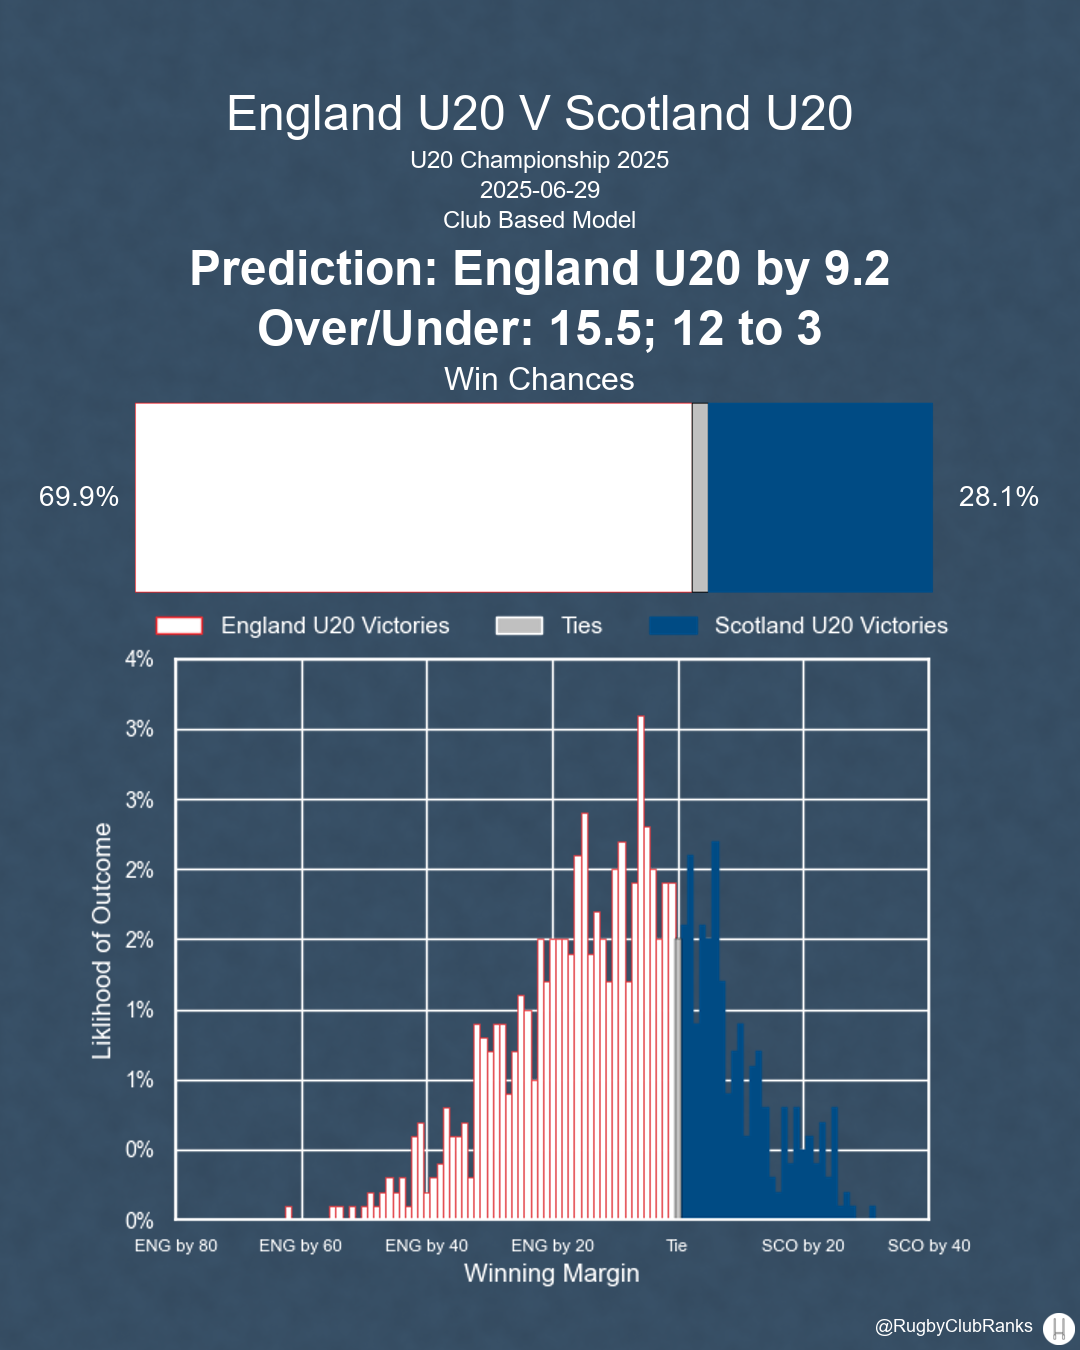 England U20 V Scotland U20
U20 Championship 2025
2025-06-29
Club Based Model
Prediction: England U20 by 9.2
Over/Under: 15.5; 12 to 3
Win Chances
69.9%
28.1%
England U20 Victories
Ties
Scotland U20 Victories
4%
3%
3%
2%
2%
1%
1%
0%
0%
Liklihood of Outcome
ENG by 80
ENG by 60
ENG by 40
ENG by 20
Tie
SCO by 20
SCO by 40
Winning Margin
@RugbyClubRanks